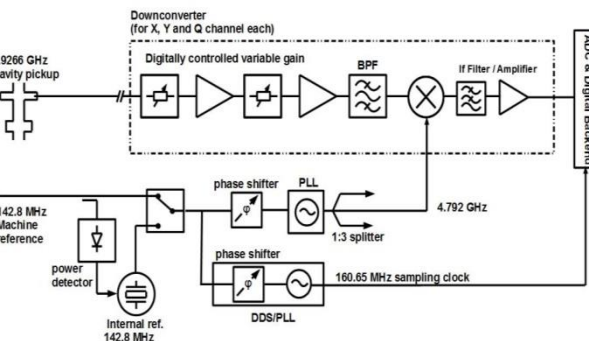 Downconverter
(for X, Y and Q channel each)
.9266 GHz
avity pickup
Digitally controlled variable gain
BPF
If Filter / Amplifier
ADC & Digital Backend
phase shifter
PLL
φ
4.792 GHz
1:3 splitter
142.8 MHz
Machine
reference
phase shifter
φ
160.65 MHz sampling clock
power
detector
DDS/PLL
Internal ref.
142.8 MHz